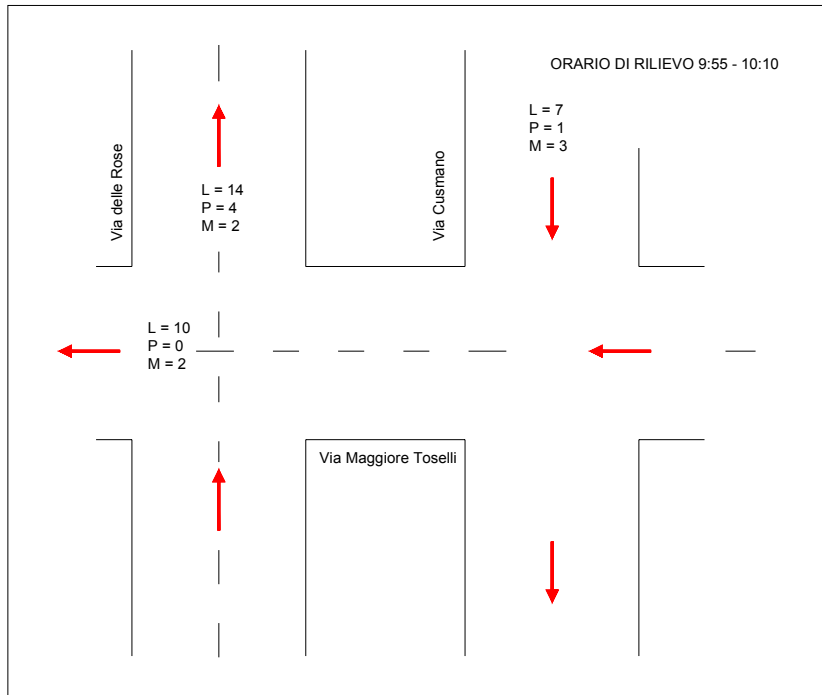 ORARIO DI RILIEVO 9:55 - 10:10
L = 7
P = 1
M = 3
Via delle Rose
Via Cusmano
L = 14
P = 4
M = 2
L = 10
P = 0
M = 2
Via Maggiore Toselli